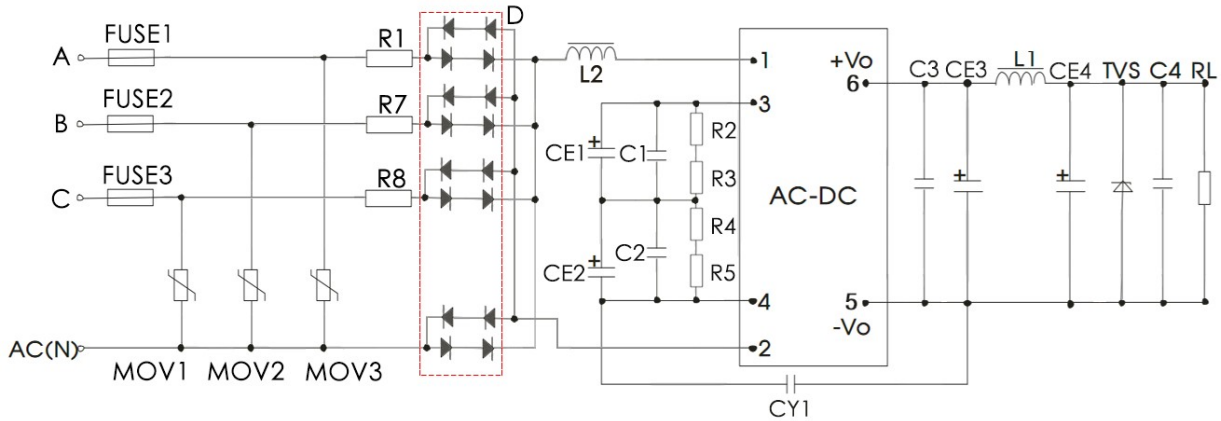 A
FUSE1
R1
D
B
FUSE2
R7
C
FUSE3
R8
AC(N)
MOV1
MOV2
MOV3
L2
CE1
C1
R2
R3
CE2
C2
R4
R5
CY1
1
3
4
2
AC-DC
+Vo
6
5
-Vo
C3
CE3
L1
CE4
TVS
C4
RL
+
+
+
+